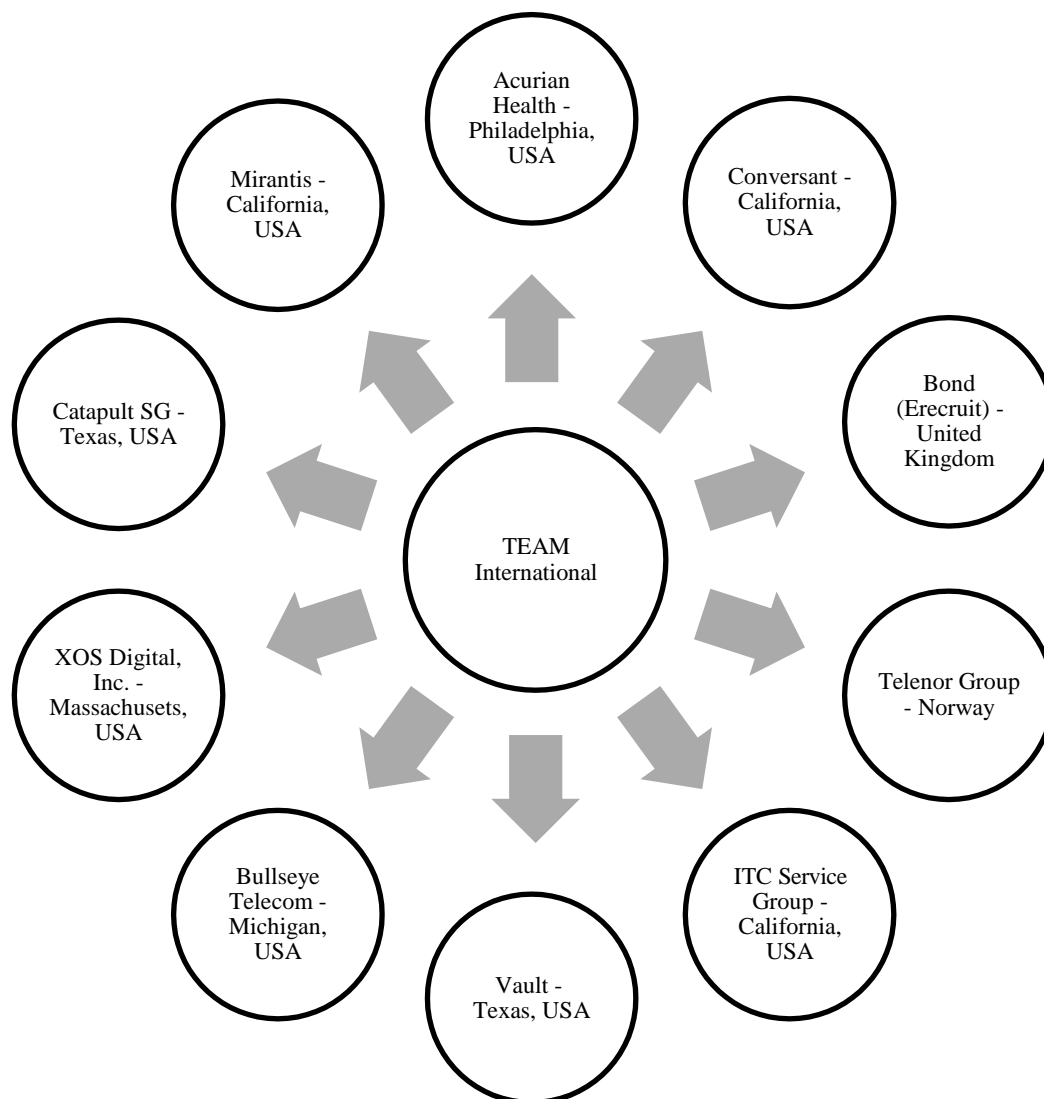 Acurian
Health -
Philadelphia,
USA
Conversant -
California,
USA
Bond
(Erecruit) -
United
Kingdom
Telenor Group
- Norway
ITC Service
Group -
California,
USA
Vault -
Texas, USA
Bullseye
Telecom -
Michigan,
USA
XOS Digital,
Inc. -
Massachusets,
USA
Catapult SG -
Texas, USA
Mirantis -
California,
USA
TEAM
International